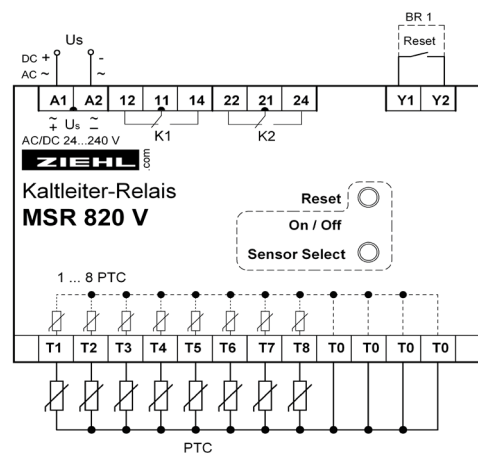 BR 1
Us
Reset
DC + -
AC ~ ~
A1 A2 12 11 14 22 21 24 Y1 Y2
~ Us ~
+ −
K1 K2
AC/DC 24...240 V
ZIEHL .com
Kaltleiter-Relais
MSR 820 V
Reset
On / Off
Sensor Select
1 ... 8 PTC
T1 T2 T3 T4 T5 T6 T7 T8 T0 T0 T0 T0
PTC